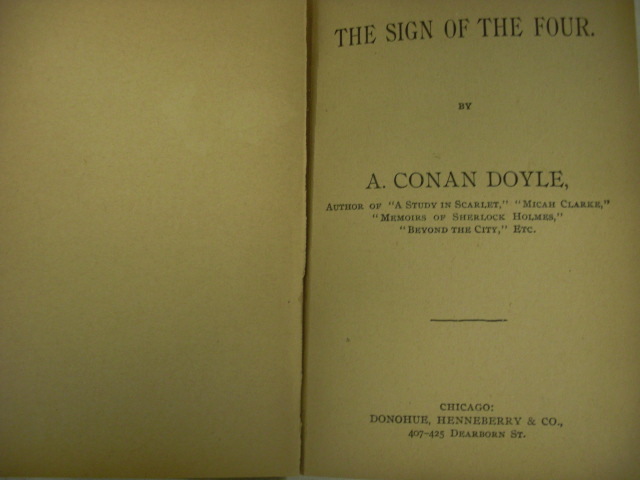 THE SIGN OF THE FOUR.
BY
A. CONAN DOYLE,
AUTHOR OF "A STUDY IN SCARLET," "MICAH CLARKE,"
"MEMOIRS OF SHERLOCK HOLMES,"
"BEYOND THE CITY," ETC.
CHICAGO:
DONOHUE, HENNEBERRY & CO.,
407-425 DEARBORN ST.